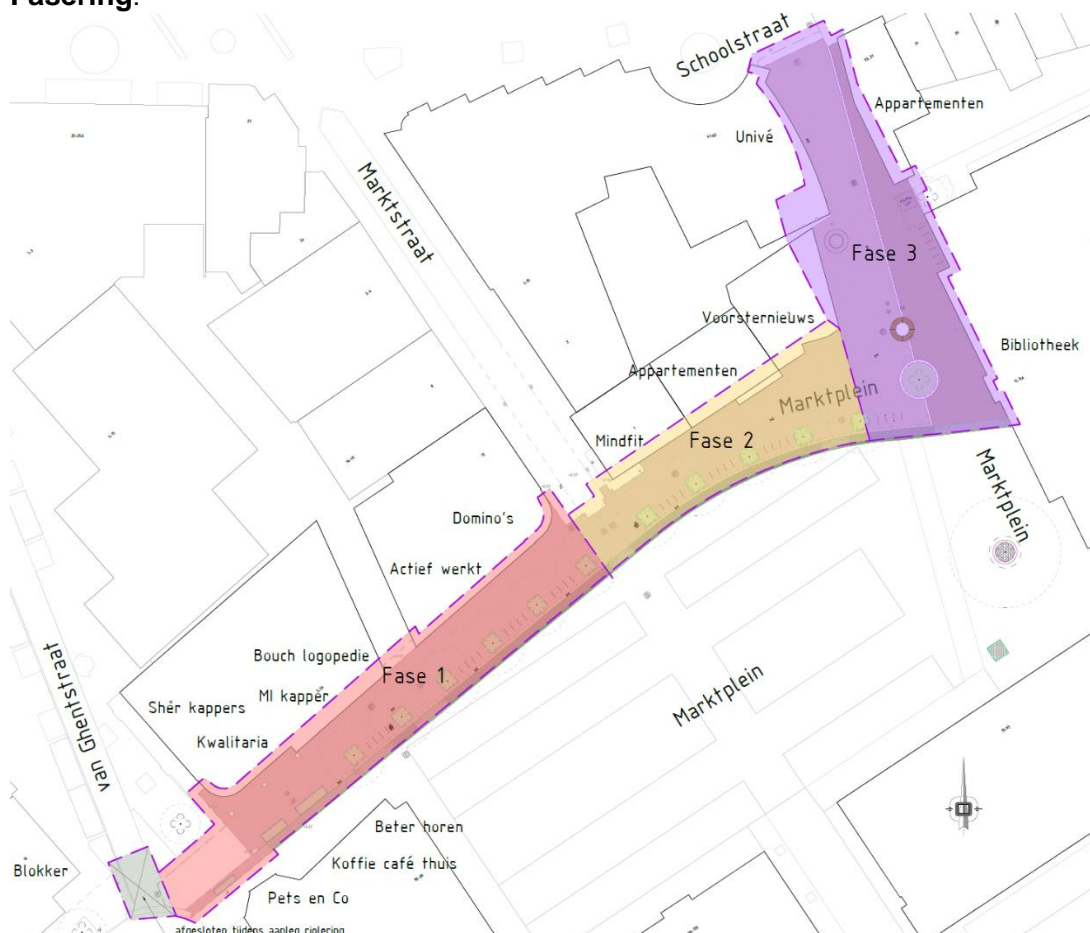 Fasering:
Schoolstraat
Appartementen
Univé
Marktstraat
Fase 3
Voorsternieuws
Bibliotheek
Appartementen
Marktplein
Mindfit
Fase 2
Marktplein
Domino's
Actief werkt
Bouch logopedie
Fase 1
MI kapper
Marktplein
Shêr kappers
van Ghentstraat
Kwalitaria
Beter horen
Koffie café thuis
Blokker
Pets en Co
afgesloten tijdens aanleg riolering